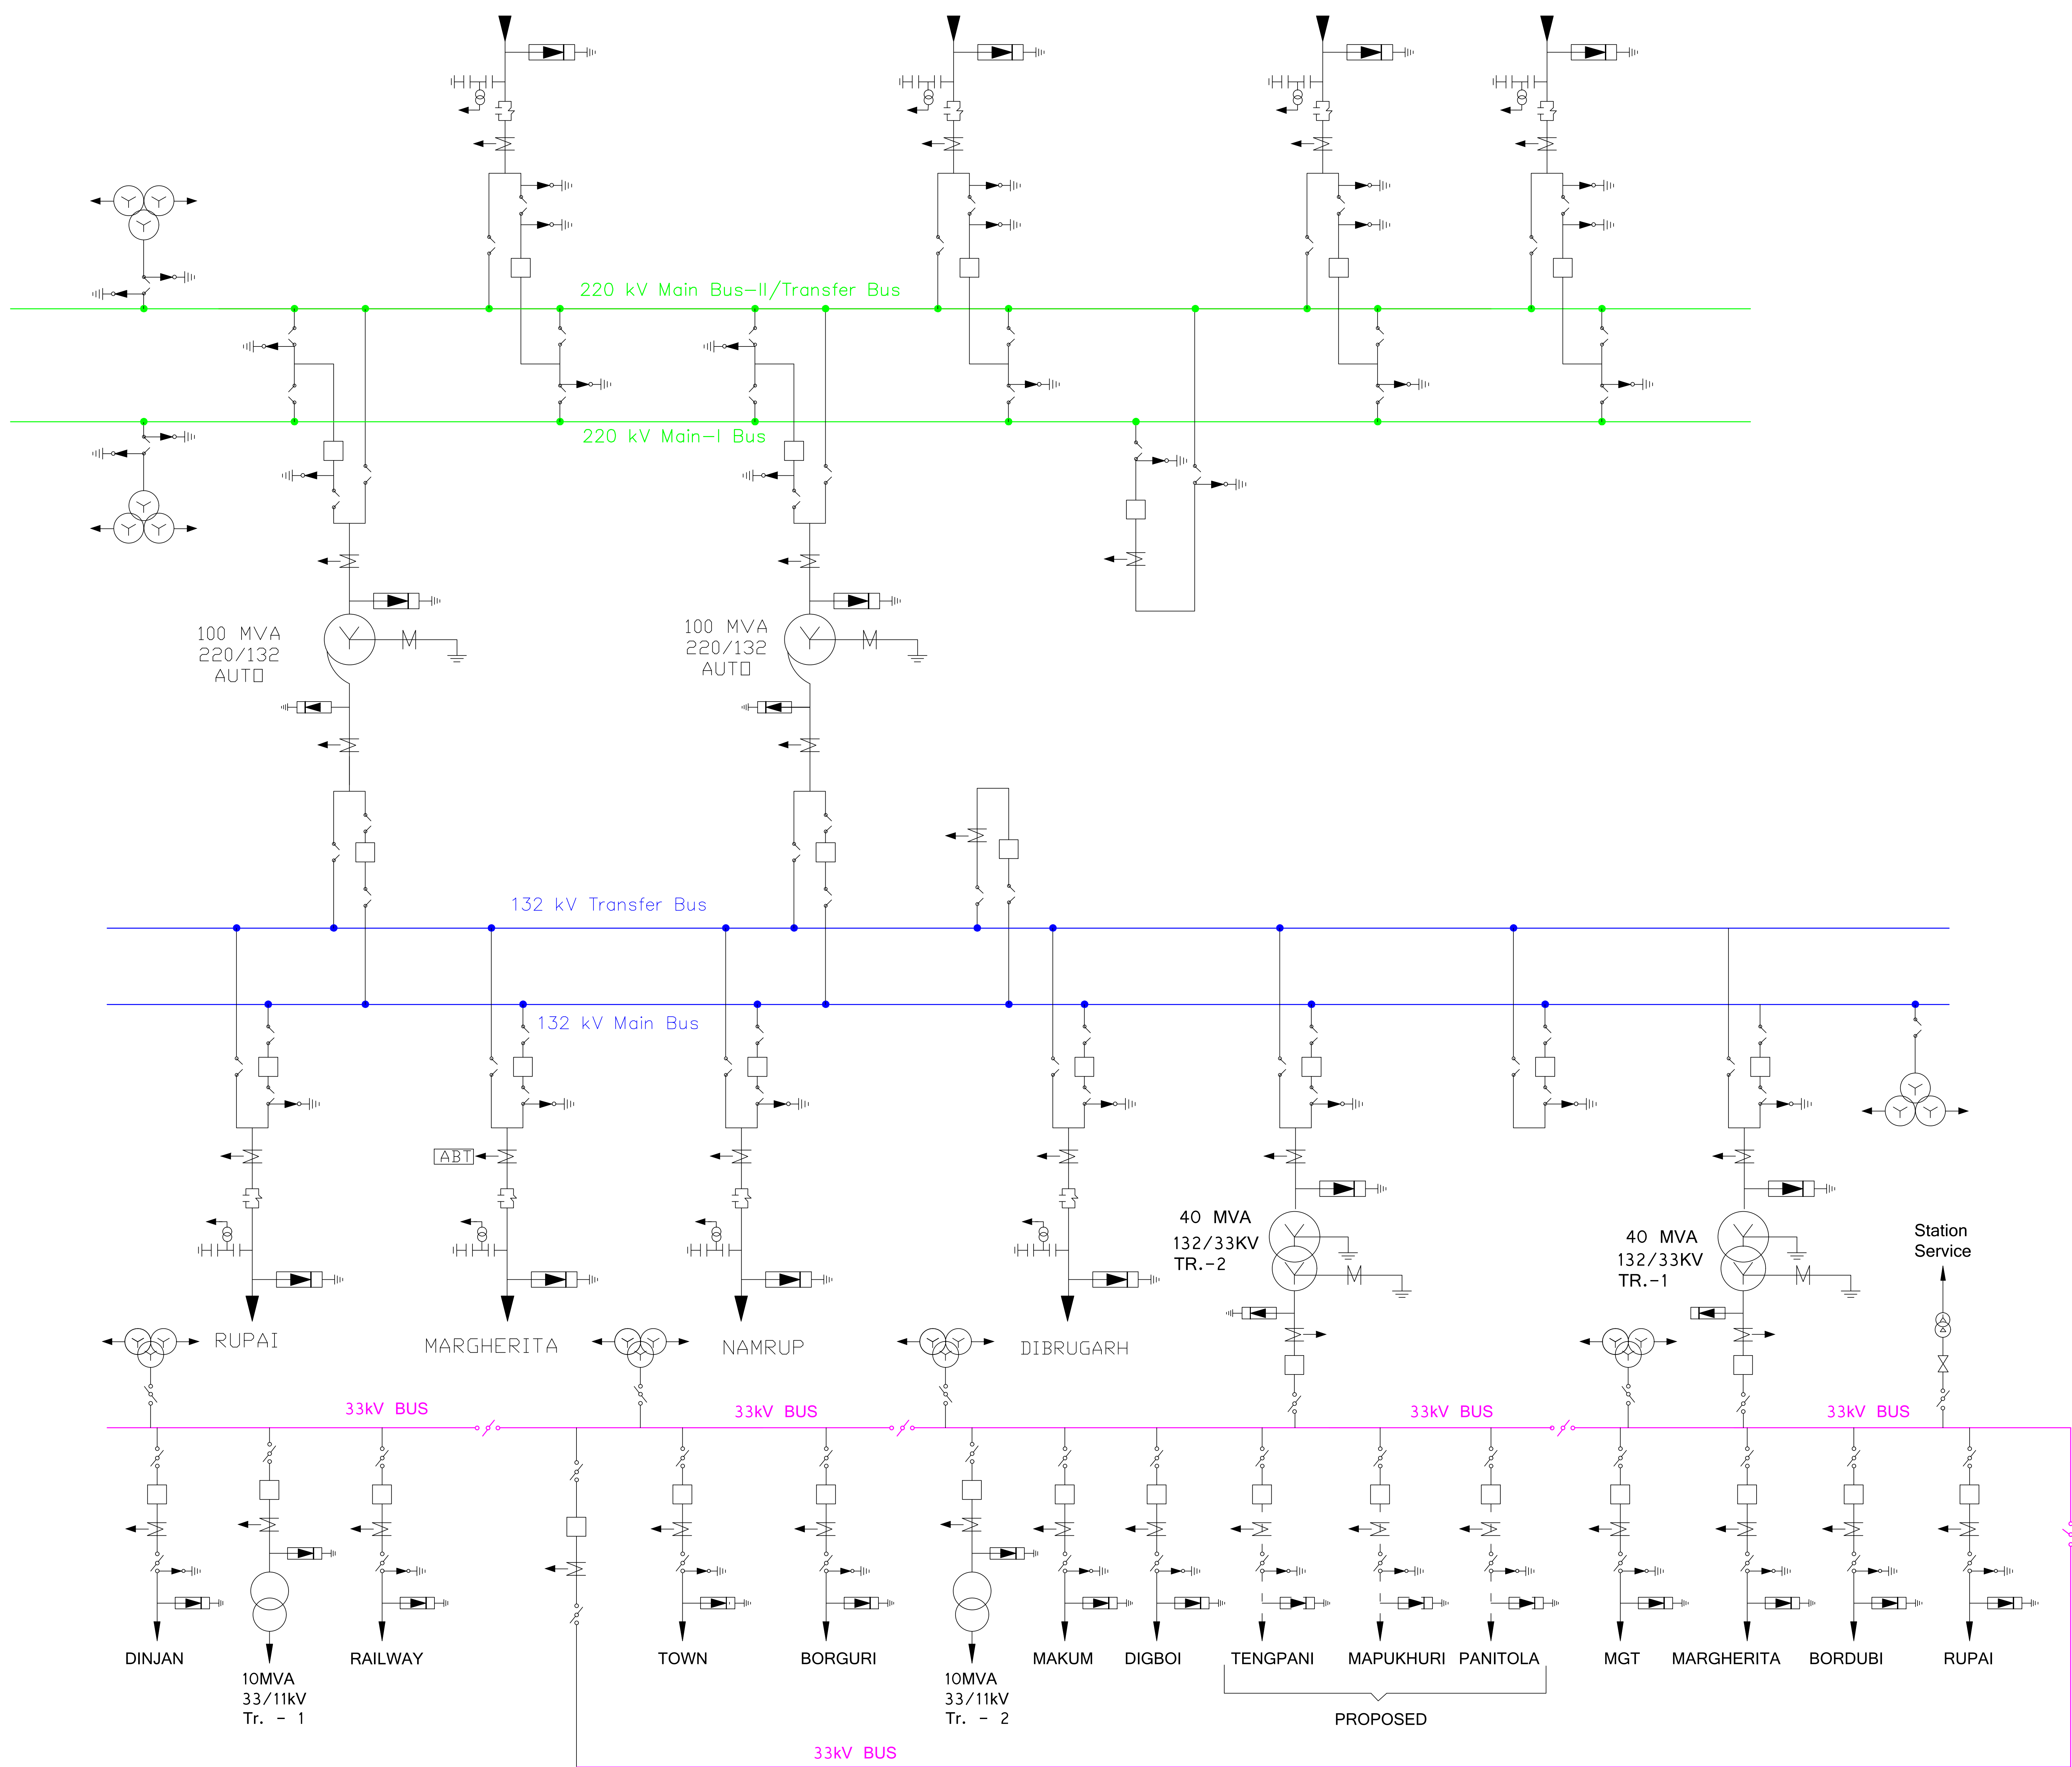 220 kV Main Bus-II/Transfer Bus
220 kV Main-I Bus
100 MVA
220/132
AUTO
100 MVA
220/132
AUTO
132 kV Transfer Bus
132 kV Main Bus
ABT
40 MVA
132/33KV
TR.-2
40 MVA
132/33KV
TR.-1
Station
Service
RUPAI
MARGHERITA
NAMRUP
DIBRUGARH
33kV BUS
33kV BUS
33kV BUS
33kV BUS
DINJAN
10MVA
33/11kV
Tr. - 1
RAILWAY
TOWN
BORGURI
10MVA
33/11kV
Tr. - 2
MAKUM
DIGBOI
TENGPANI
MAPUKHURI
PANITOLA
PROPOSED
MGT
MARGHERITA
BORDUBI
RUPAI
33kV BUS